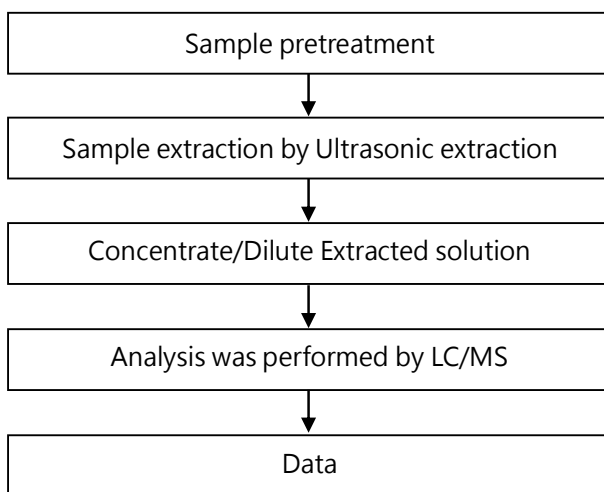 Sample pretreatment
Sample extraction by Ultrasonic extraction
Concentrate/Dilute Extracted solution
Analysis was performed by LC/MS
Data